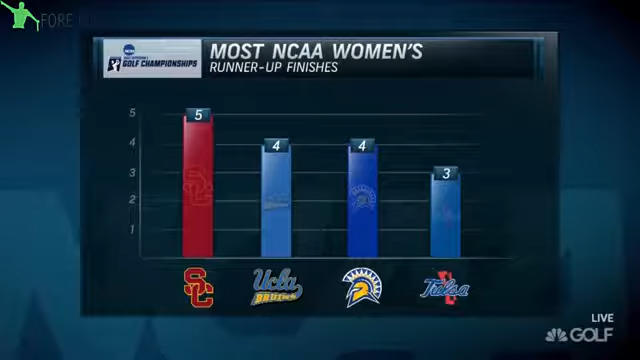 FORE
NCAA
GOLF CHAMPIONSHIPS
MOST NCAA WOMEN'S
RUNNER-UP FINISHES
5
4
3
2
1
5
4
4
3
SC
UCLA
BRUINS
Tulsa
LIVE
GOLF